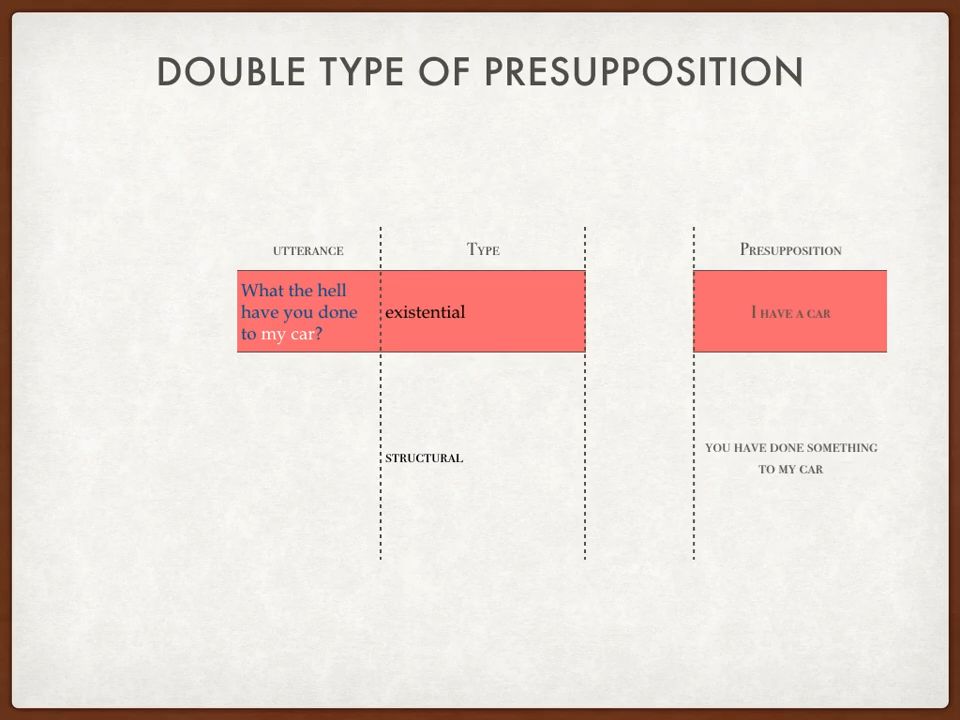 DOUBLE TYPE OF PRESUPPOSITION
UTTERANCE
TYPE
PRESUPPOSITION
What the hell
have you done
to my car?
existential
I HAVE A CAR
STRUCTURAL
YOU HAVE DONE SOMETHING
TO MY CAR